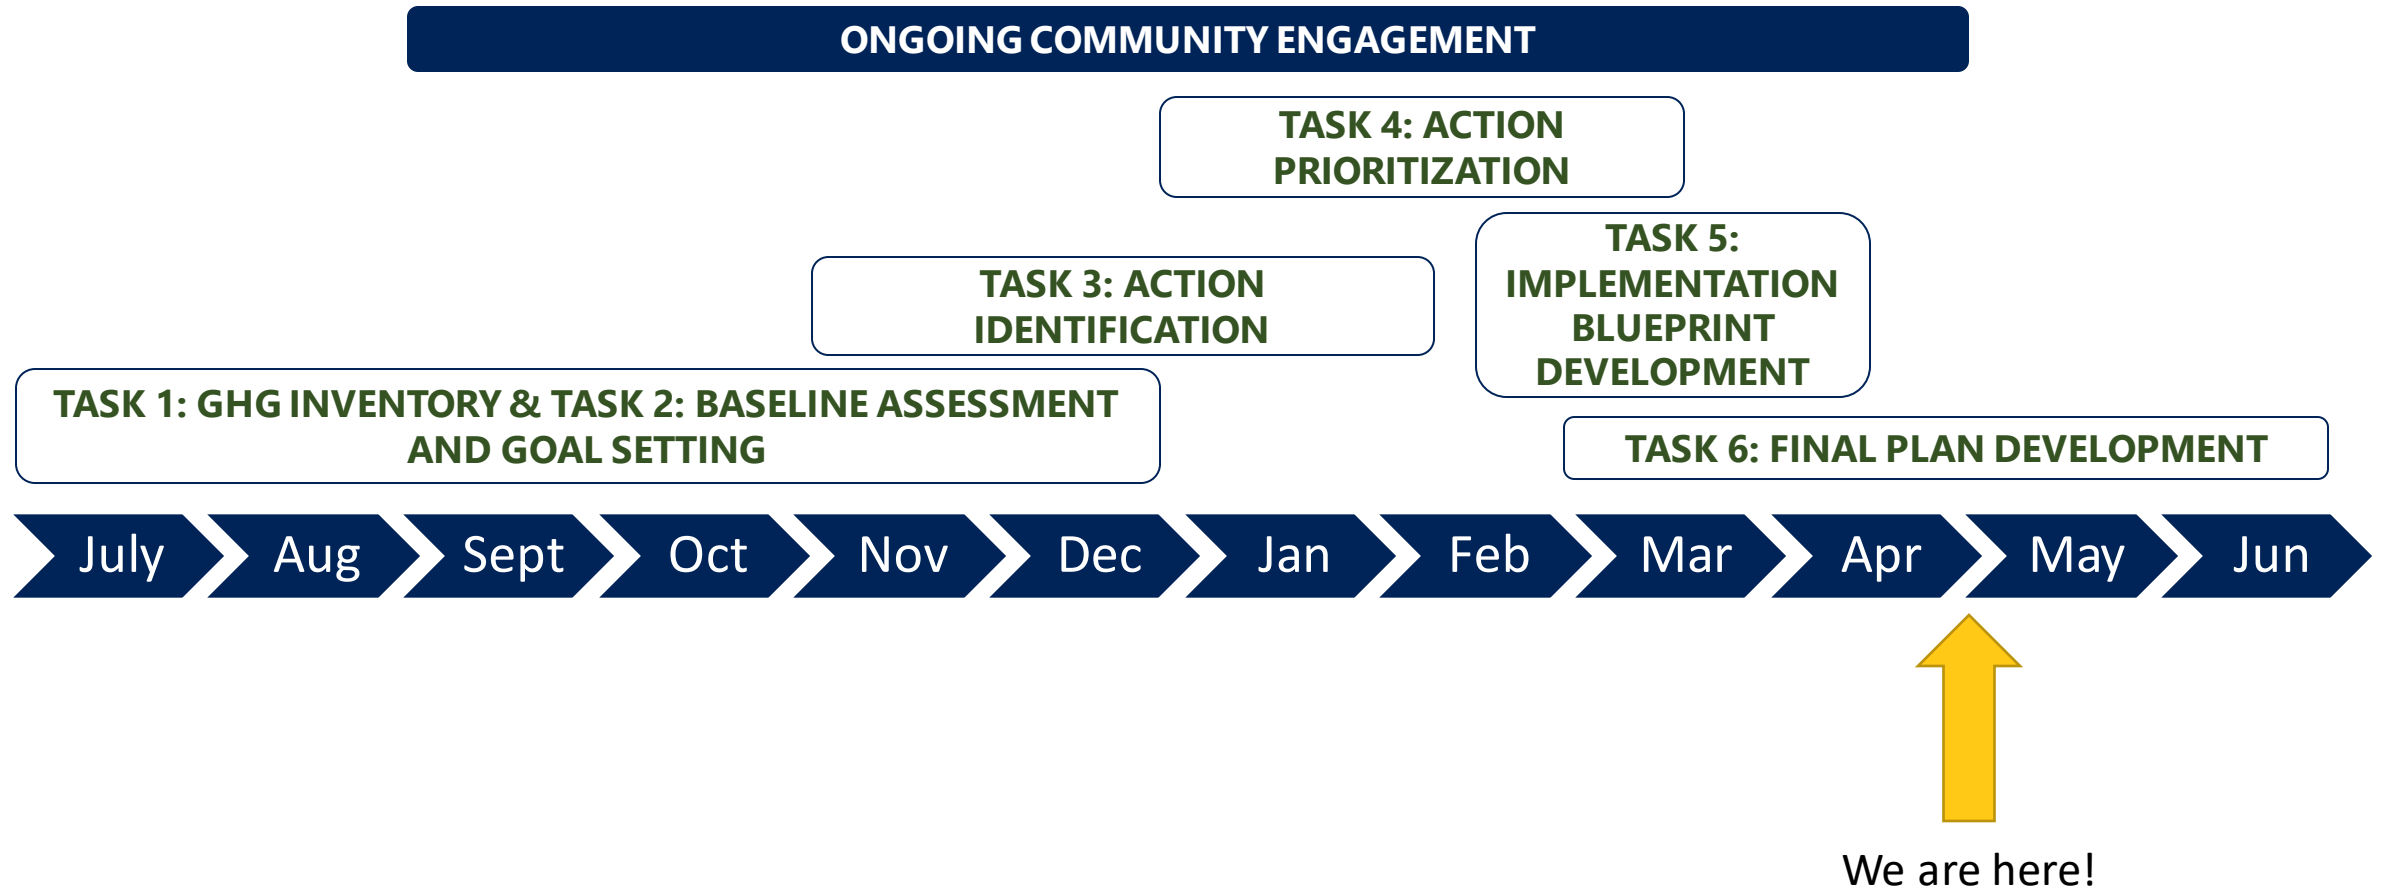 ONGOING COMMUNITY ENGAGEMENT
TASK 4: ACTION
PRIORITIZATION
TASK 5:
IMPLEMENTATION
BLUEPRINT
DEVELOPMENT
TASK 3: ACTION
IDENTIFICATION
TASK 1: GHG INVENTORY & TASK 2: BASELINE ASSESSMENT
AND GOAL SETTING
TASK 6: FINAL PLAN DEVELOPMENT
July Aug Sept Oct Nov Dec Jan Feb Mar Apr May Jun
We are here!